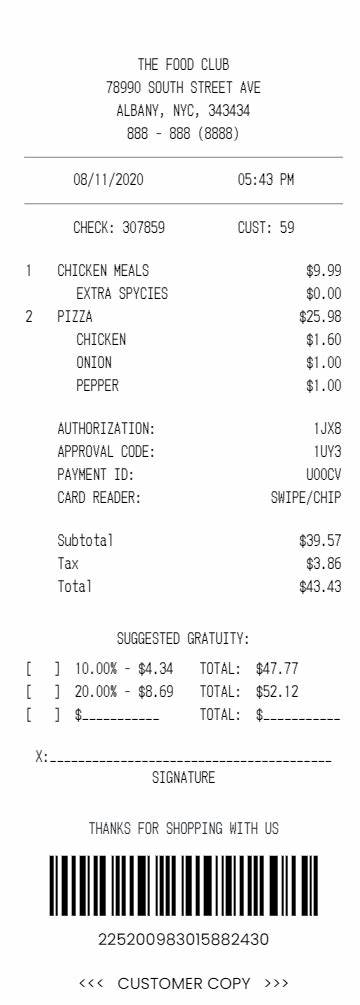 THE FOOD CLUB
78990 SOUTH STREET AVE
ALBANY, NYC, 343434
888 - 888 (8888)
08/11/2020 05:43 PM
CHECK: 307859 CUST: 59
1 CHICKEN MEALS $9.99
EXTRA SPYCIES $0.00
2 PIZZA $25.98
CHICKEN $1.60
ONION $1.00
PEPPER $1.00
AUTHORIZATION: 1JX8
APPROVAL CODE: 1UY3
PAYMENT ID: UOOCV
CARD READER: SWIPE/CHIP
Subtotal $39.57
Tax $3.86
Total $43.43
SUGGESTED GRATUITY:
[ ] 10.00% - $4.34 TOTAL: $47.77
[ ] 20.00% - $8.69 TOTAL: $52.12
[ ] $___________ TOTAL: $___________
X:________________________________________
SIGNATURE
THANKS FOR SHOPPING WITH US
225200983015882430
<<< CUSTOMER COPY >>>